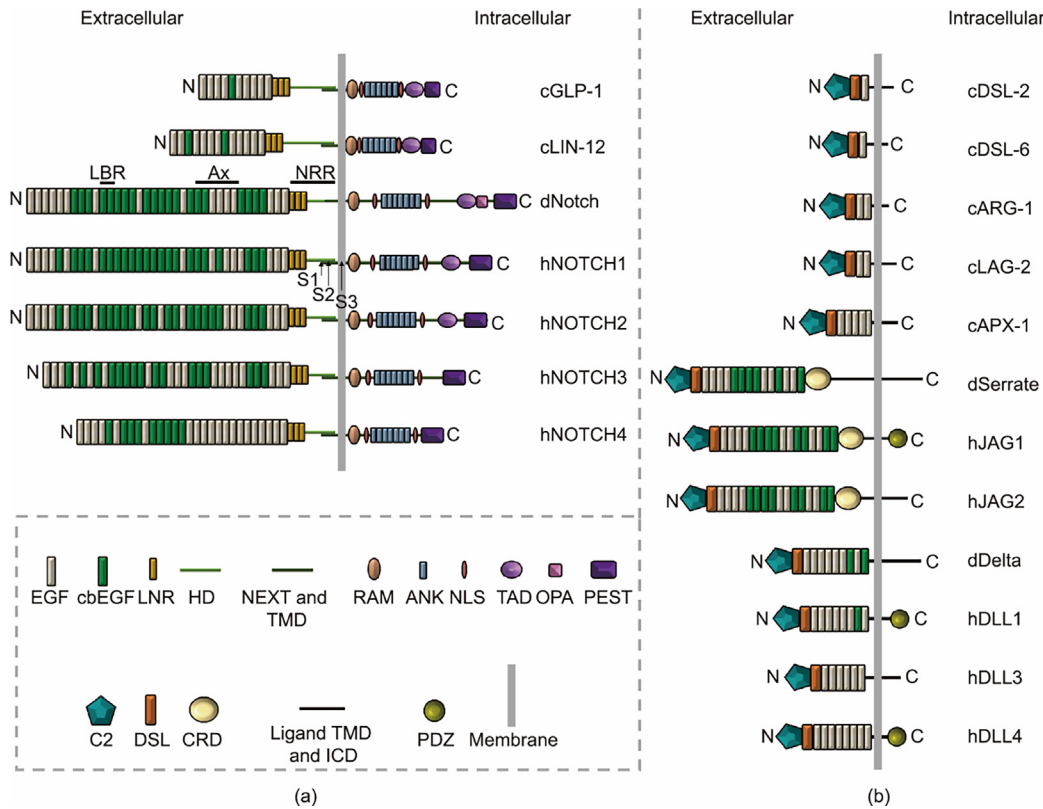 Extracellular Intracellular
N C cGLP-1
N C cLIN-12
LBR Ax NRR
N C dNotch
N C hNOTCH1
S1
S2 S3
N C hNOTCH2
N C hNOTCH3
N C hNOTCH4
EGF cbEGF LNR HD NEXT and RAM ANK NLS TAD OPA PEST
TMD
C2 DSL CRD Ligand TMD PDZ Membrane
and ICD
(a)
Extracellular Intracellular
N C cDSL-2
N C cDSL-6
N C cARG-1
N C cLAG-2
N C cAPX-1
N C dSerrate
N C hJAG1
N C hJAG2
N C dDelta
N C hDLL1
N C hDLL3
N C hDLL4
(b)